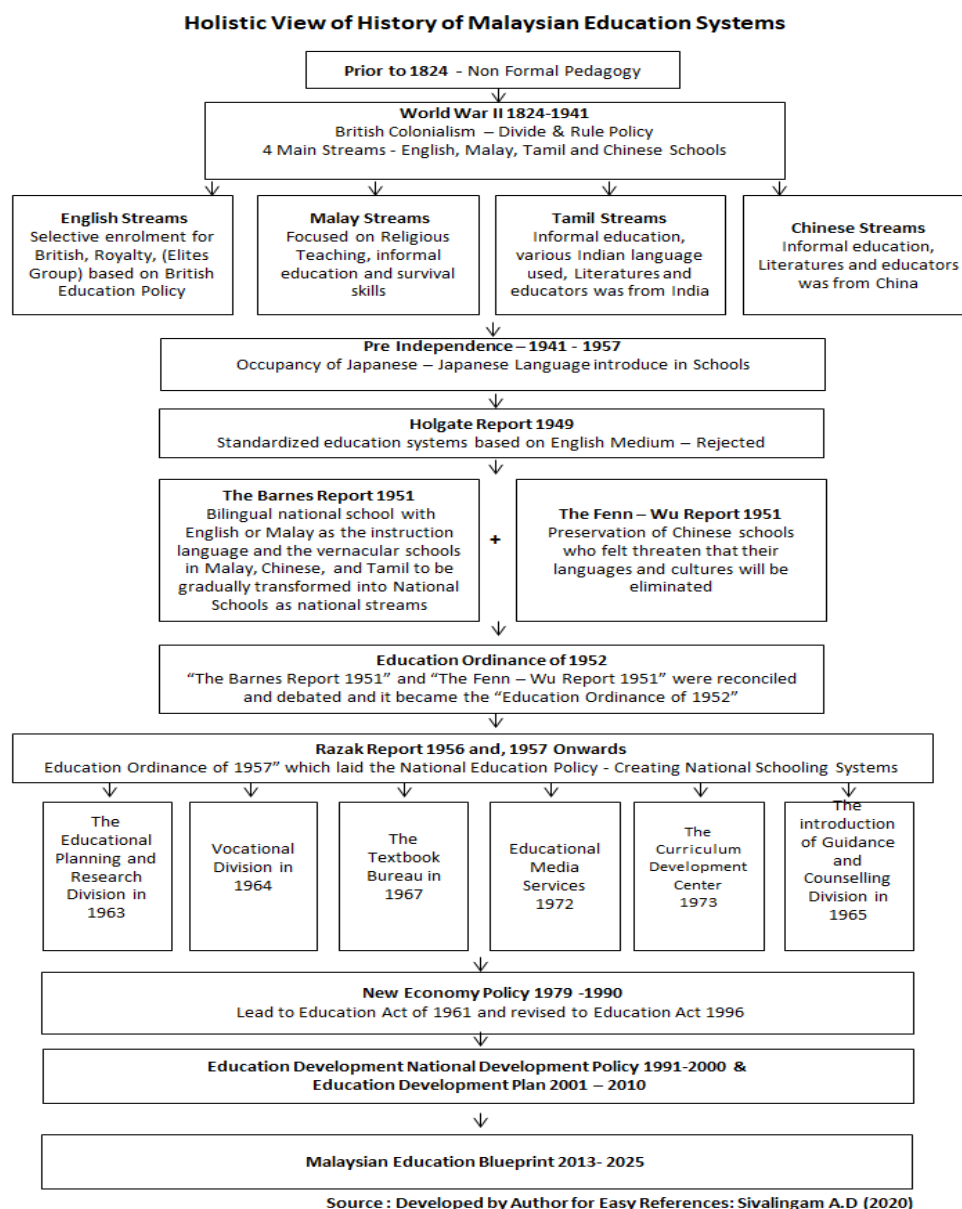 Holistic View of History of Malaysian Education Systems
Prior to 1824 - Non Formal Pedagogy
World War II 1824-1941
British Colonialism – Divide & Rule Policy
4 Main Streams - English, Malay, Tamil and Chinese Schools
English Streams
Selective enrolment for
British, Royalty, (Elites
Group) based on British
Education Policy
Malay Streams
Focused on Religious
Teaching, informal
education and survival
skills
Tamil Streams
Informal education,
various Indian language
used, Literatures and
educators was from India
Chinese Streams
Informal education,
Literatures and educators
was from China
Pre Independence – 1941 - 1957
Occupancy of Japanese – Japanese Language introduce in Schools
Holgate Report 1949
Standardized education systems based on English Medium – Rejected
The Barnes Report 1951
Bilingual national school with
English or Malay as the instruction
language and the vernacular schools
in Malay, Chinese, and Tamil to be
gradually transformed into National
Schools as national streams
+
The Fenn – Wu Report 1951
Preservation of Chinese schools
who felt threaten that their
languages and cultures will be
eliminated
Education Ordinance of 1952
“The Barnes Report 1951” and “The Fenn – Wu Report 1951” were reconciled
and debated and it became the “Education Ordinance of 1952”
Razak Report 1956 and, 1957 Onwards
Education Ordinance of 1957” which laid the National Education Policy - Creating National Schooling Systems
The
Educational
Planning and
Research
Division in
1963
Vocational
Division in
1964
The
Textbook
Bureau in
1967
Educational
Media
Services
1972
The
Curriculum
Development
Center
1973
The
introduction
of Guidance
and
Counselling
Division in
1965
New Economy Policy 1979 -1990
Lead to Education Act of 1961 and revised to Education Act 1996
Education Development National Development Policy 1991-2000 &
Education Development Plan 2001 – 2010
Malaysian Education Blueprint 2013- 2025
Source : Developed by Author for Easy References: Sivalingam A.D (2020)